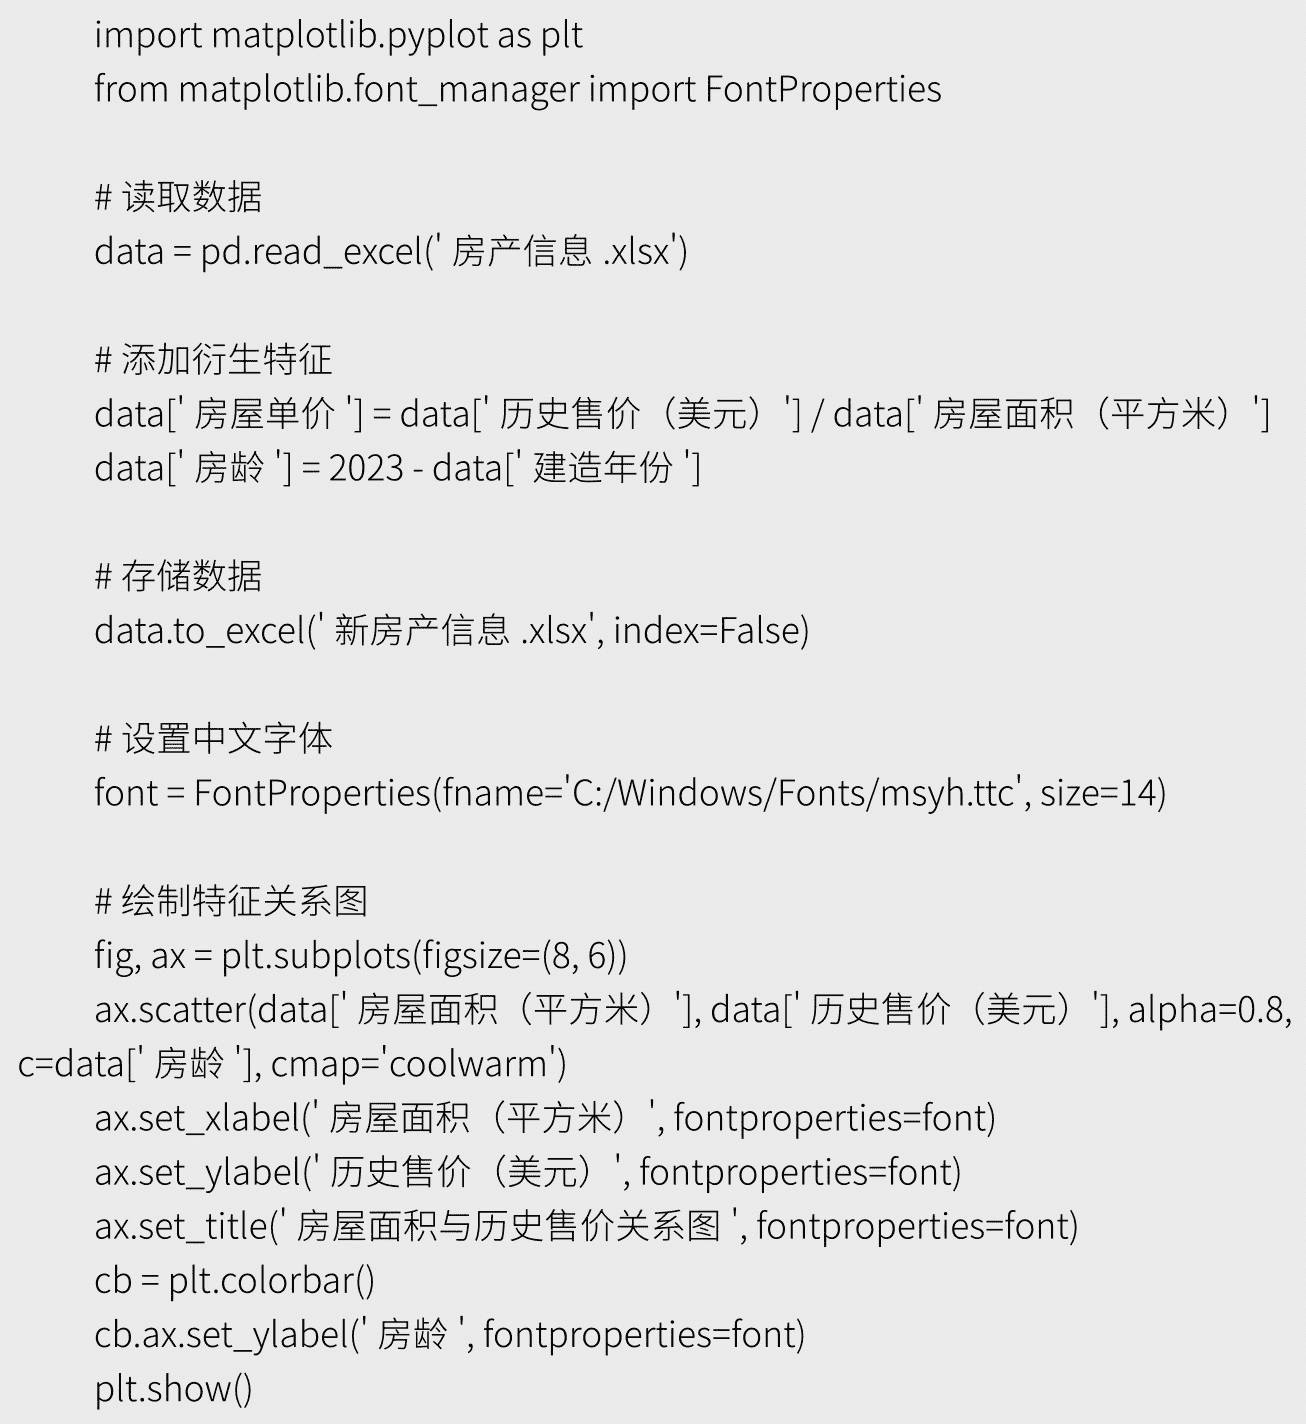 import matplotlib.pyplot as plt
from matplotlib.font_manager import FontProperties
# 读取数据
data = pd.read_excel(' 房产信息 .xlsx')
# 添加衍生特征
data[' 房屋单价 '] = data[' 历史售价（美元）'] / data[' 房屋面积（平方米）']
data[' 房龄 '] = 2023 - data[' 建造年份 ']
# 存储数据
data.to_excel(' 新房产信息 .xlsx', index=False)
# 设置中文字体
font = FontProperties(fname='C:/Windows/Fonts/msyh.ttc', size=14)
# 绘制特征关系图
fig, ax = plt.subplots(figsize=(8, 6))
ax.scatter(data[' 房屋面积（平方米）'], data[' 历史售价（美元）'], alpha=0.8,
c=data[' 房龄 '], cmap='coolwarm')
ax.set_xlabel(' 房屋面积（平方米）', fontproperties=font)
ax.set_ylabel(' 历史售价（美元）', fontproperties=font)
ax.set_title(' 房屋面积与历史售价关系图 ', fontproperties=font)
cb = plt.colorbar()
cb.ax.set_ylabel(' 房龄 ', fontproperties=font)
plt.show()